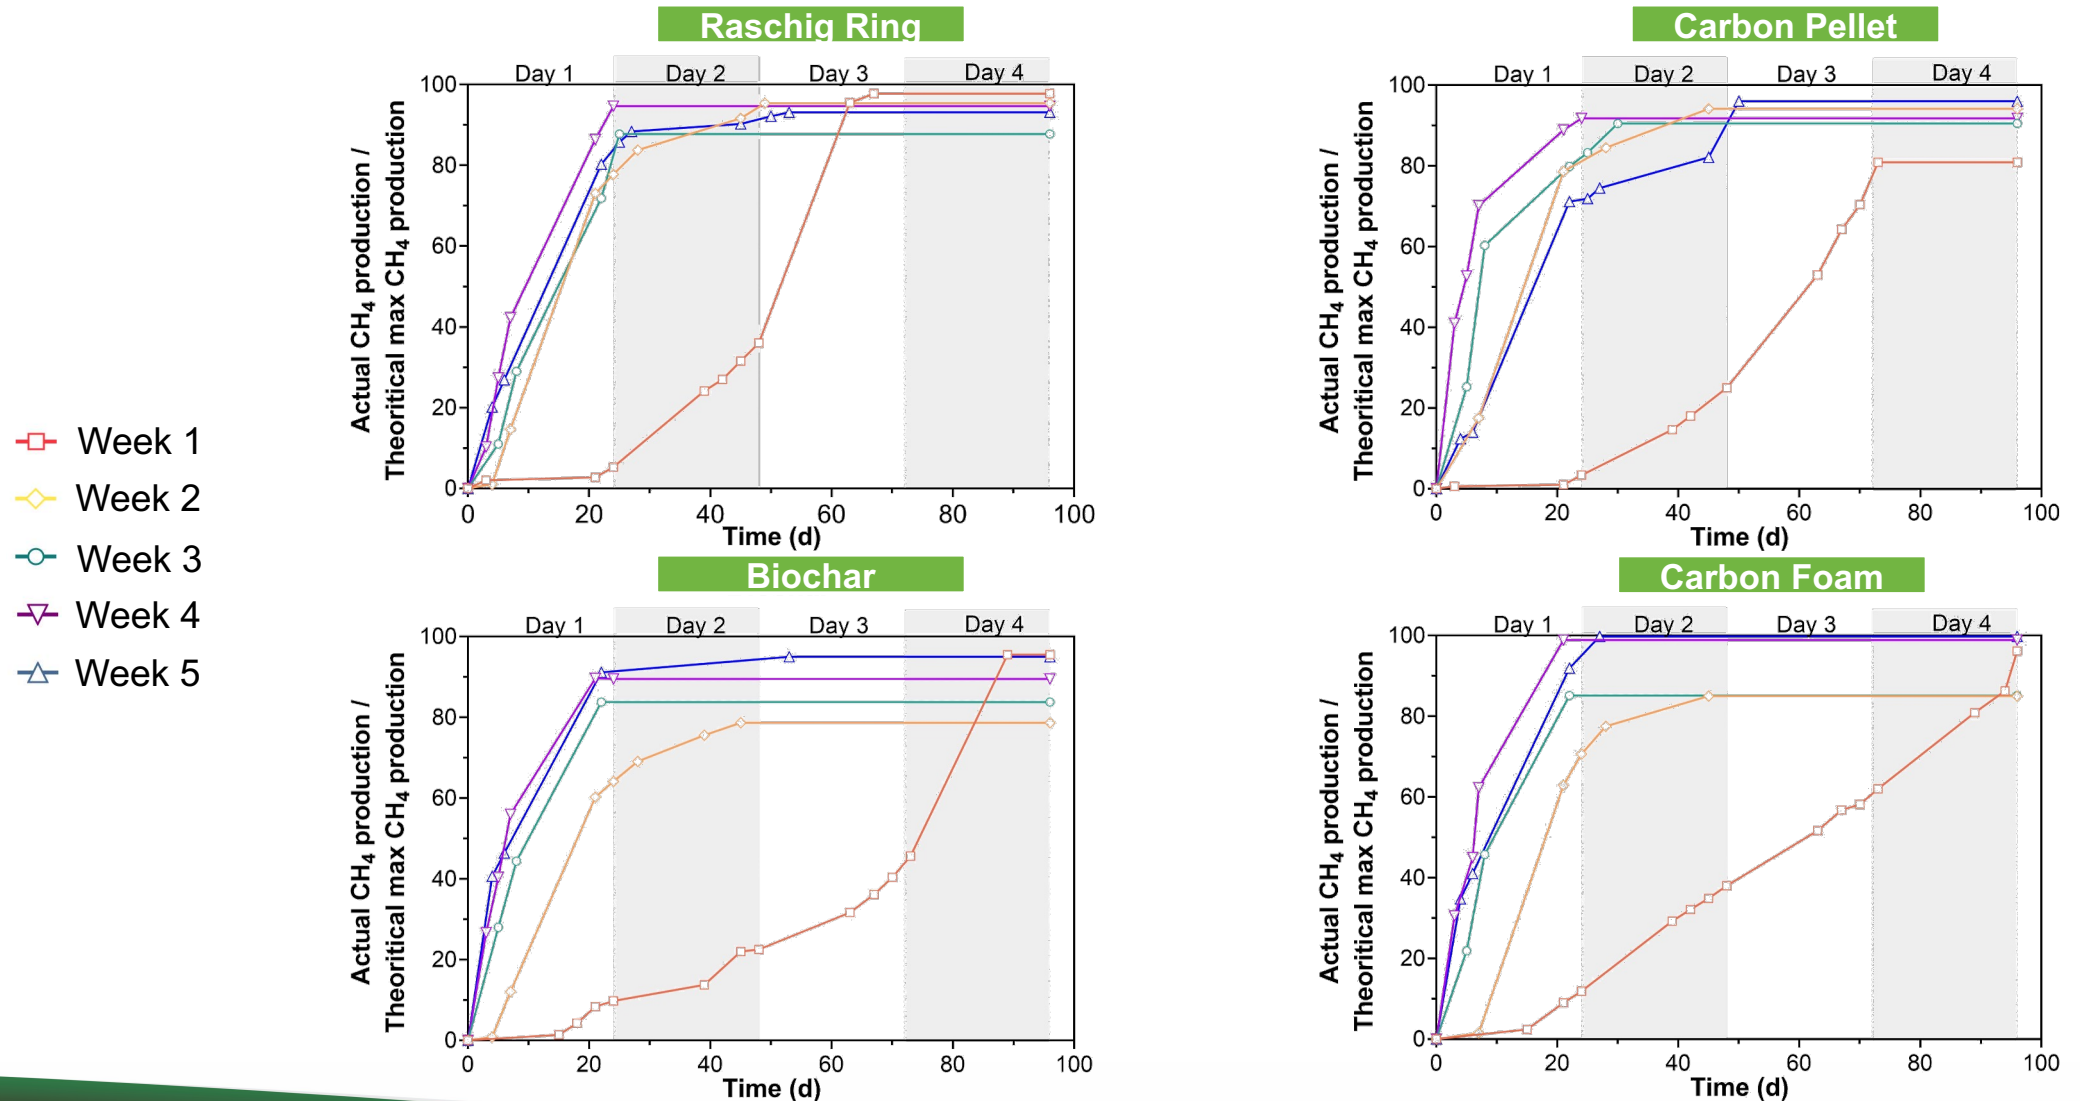 Raschig Ring
Day 1 Day 2 Day 3 Day 4
Actual CH4 production /
Theoritical max CH4 production
100
80
60
40
20
0
0 20 40 60 80 100
Time (d)
Carbon Pellet
Day 1 Day 2 Day 3 Day 4
Actual CH4 production /
Theoritical max CH4 production
100
80
60
40
20
0
0 20 40 60 80 100
Time (d)
Week 1
Week 2
Week 3
Week 4
Week 5
Biochar
Day 1 Day 2 Day 3 Day 4
Actual CH4 production /
Theoritical max CH4 production
100
80
60
40
20
0
0 20 40 60 80 100
Time (d)
Carbon Foam
Day 1 Day 2 Day 3 Day 4
Actual CH4 production /
Theoritical max CH4 production
100
80
60
40
20
0
0 20 40 60 80 100
Time (d)